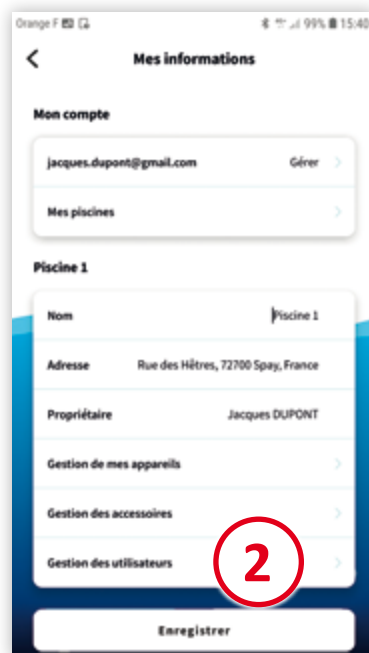 Orange F 99% 15:40
Mes informations
Mon compte
jacques.dupont@gmail.com Gérer
Mes piscines
Piscine 1
Nom Piscine 1
Adresse Rue des Hêtres, 72700 Spay, France
Propriétaire Jacques DUPONT
Gestion de mes appareils
Gestion des accessoires
Gestion des utilisateurs 2
Enregistrer